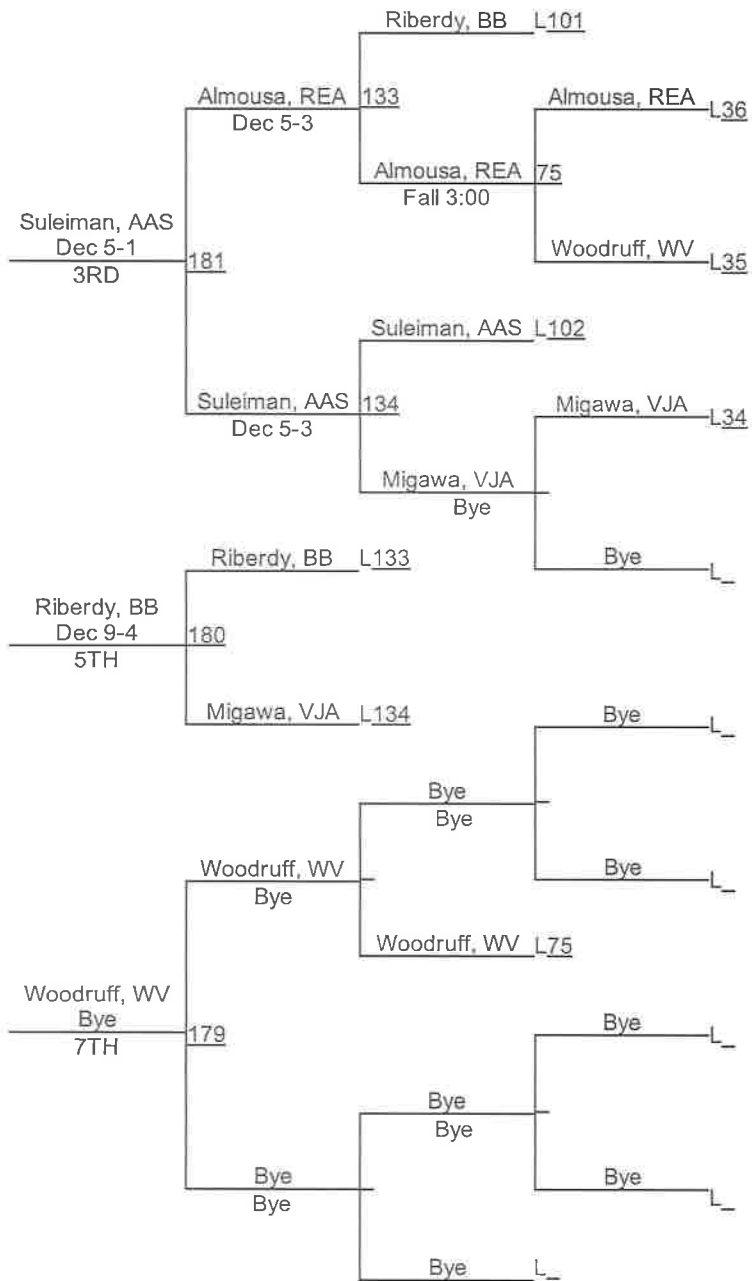 Riberdy, BB L101
Almousa, REA 133
Dec 5-3
Almousa, REA L36
Almousa, REA 75
Fall 3:00
Suleiman, AAS
Dec 5-1
3RD
181
Woodruff, WV L35
Suleiman, AAS L102
Suleiman, AAS 134
Dec 5-3
Migawa, VJA L34
Migawa, VJA
Bye
Bye L_
Riberdy, BB L133
Riberdy, BB
Dec 9-4
5TH
180
Migawa, VJA L134
Bye L_
Bye
Bye
Woodruff, WV
Bye
Bye L_
Woodruff, WV L75
Woodruff, WV
Bye
7TH
179
Bye L_
Bye
Bye
Bye
Bye
Bye L_
Bye L_